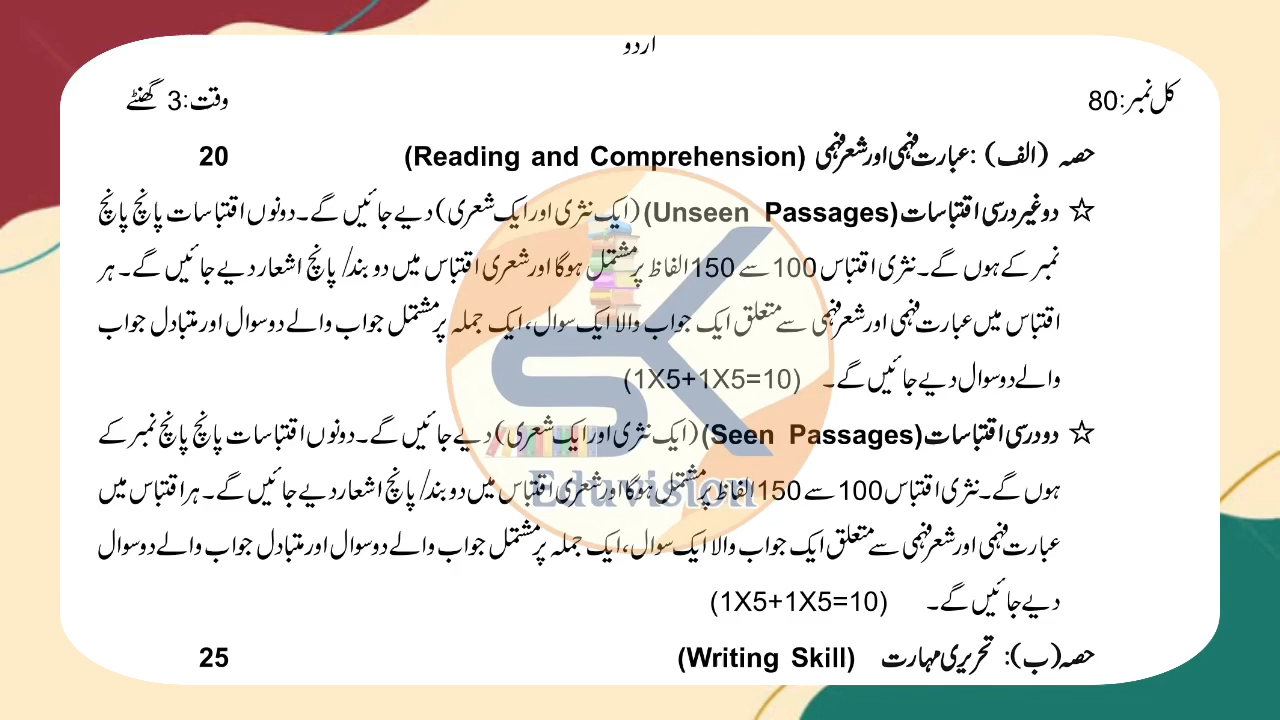 اردو
کل نمبر:80 وقت:3 گھنٹے
حصہ (الف) :عبارت فہمی اور شعر فہمی (Reading and Comprehension) 20
☆ دو غیر درسی اقتباسات (Unseen Passages) (ایک نثری اور ایک شعری) دیے جائیں گے۔ دونوں اقتباسات پانچ پانچ
نمبر کے ہوں گے۔ نثری اقتباس 100 سے 150 الفاظ پر مشتمل ہوگا اور شعری اقتباس میں دو بند/ پانچ اشعار دیے جائیں گے۔ ہر
اقتباس میں عبارت فہمی اور شعر فہمی سے متعلق ایک جواب والا ایک سوال، ایک جملہ پر مشتمل جواب والے دو سوال اور متبادل جواب
والے دو سوال دیے جائیں گے۔ (1X5+1X5=10)
☆ دو درسی اقتباسات (Seen Passages) (ایک نثری اور ایک شعری) دیے جائیں گے۔ دونوں اقتباسات پانچ پانچ نمبر کے
ہوں گے۔ نثری اقتباس 100 سے 150 الفاظ پر مشتمل ہوگا اور شعری اقتباس میں دو بند/ پانچ اشعار دیے جائیں گے۔ ہر اقتباس میں
عبارت فہمی اور شعر فہمی سے متعلق ایک جواب والا ایک سوال، ایک جملہ پر مشتمل جواب والے دو سوال اور متبادل جواب والے دو سوال
دیے جائیں گے۔ (1X5+1X5=10)
حصہ (ب): تحریری مہارت (Writing Skill) 25
SK
Eduvision